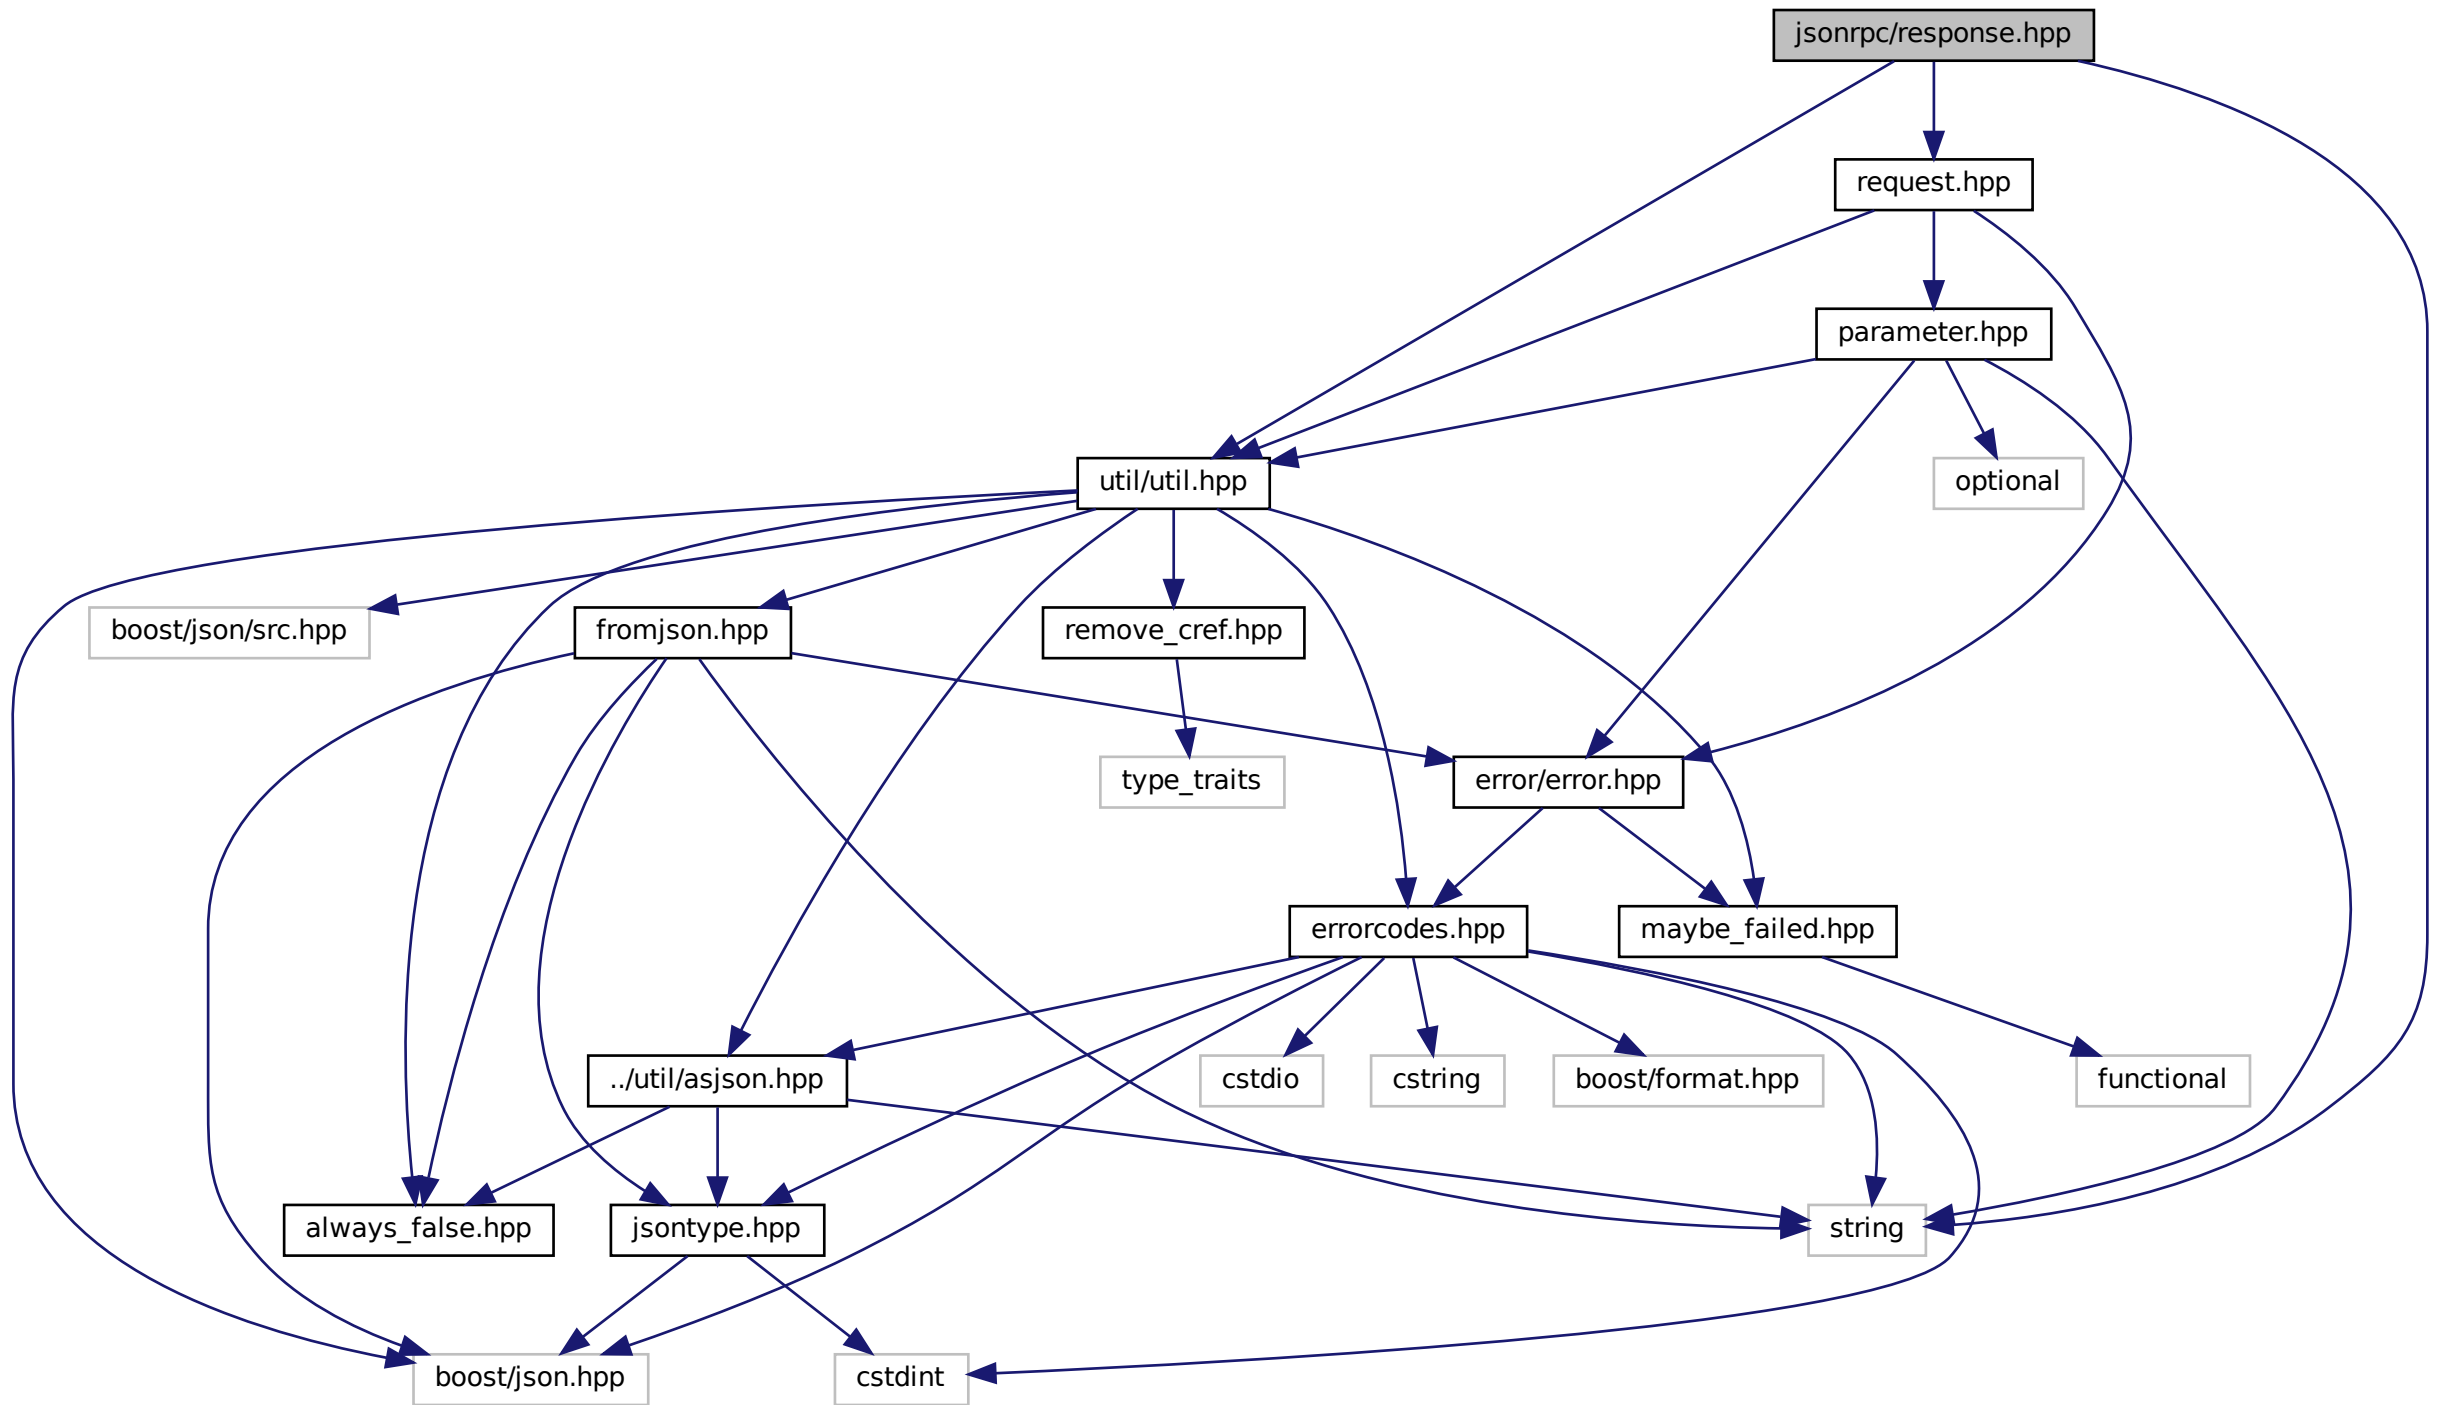 jsonrpc/response.hpp
request.hpp
parameter.hpp
util/util.hpp
optional
boost/json/src.hpp
fromjson.hpp
remove_cref.hpp
type_traits
error/error.hpp
errorcodes.hpp
maybe_failed.hpp
../util/asjson.hpp
cstdio
cstring
boost/format.hpp
functional
always_false.hpp
jsontype.hpp
string
boost/json.hpp
cstdint